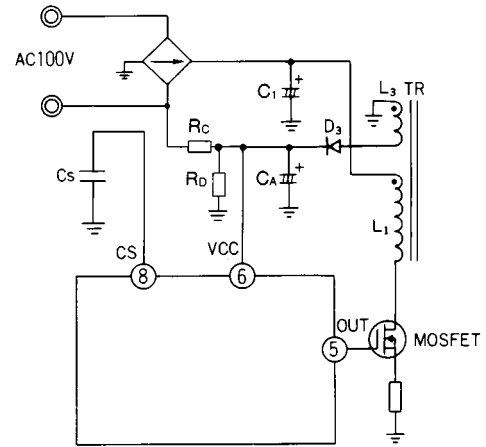 AC100V
C1
+
L3 TR
D3
RC
RD
CA
+
CS
L1
CS
VCC
8
6
OUT
5
MOSFET